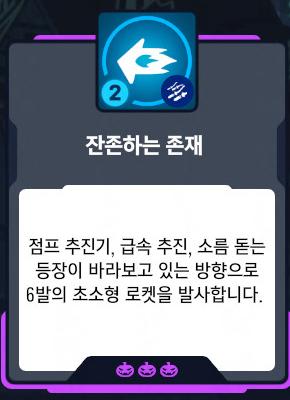 2
잔존하는 존재
점프 추진기, 급속 추진, 소름 돋는
등장이 바라보고 있는 방향으로
6발의 초소형 로켓을 발사합니다.